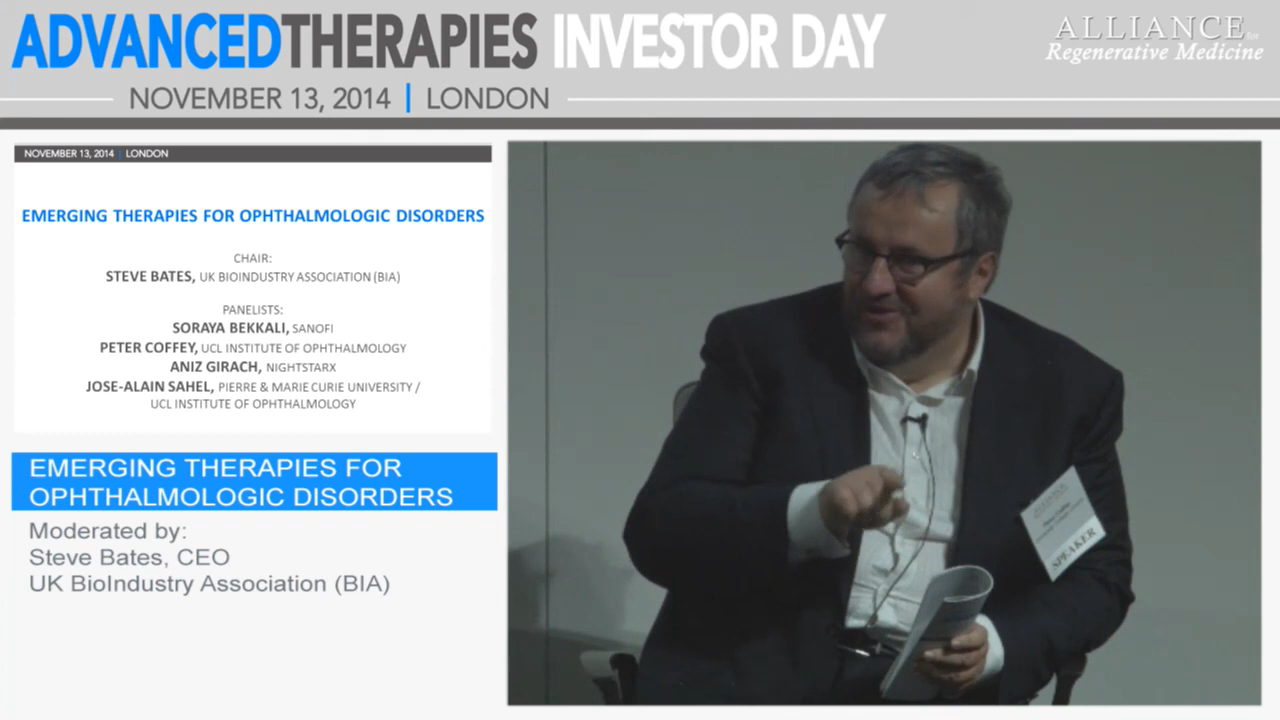 ADVANCEDTHERAPIES INVESTOR DAY
NOVEMBER 13, 2014 | LONDON
ALLIANCE for
Regenerative Medicine
NOVEMBER 13, 2014 | LONDON
EMERGING THERAPIES FOR OPHTHALMOLOGIC DISORDERS
CHAIR:
STEVE BATES, UK BIOINDUSTRY ASSOCIATION (BIA)
PANELISTS:
SORAYA BEKKALI, SANOFI
PETER COFFEY, UCL INSTITUTE OF OPHTHALMOLOGY
ANIZ GIRACH, NIGHTSTARX
JOSE-ALAIN SAHEL, PIERRE & MARIE CURIE UNIVERSITY /
UCL INSTITUTE OF OPHTHALMOLOGY
EMERGING THERAPIES FOR
OPHTHALMOLOGIC DISORDERS
Moderated by:
Steve Bates, CEO
UK BioIndustry Association (BIA)
SPEAKER